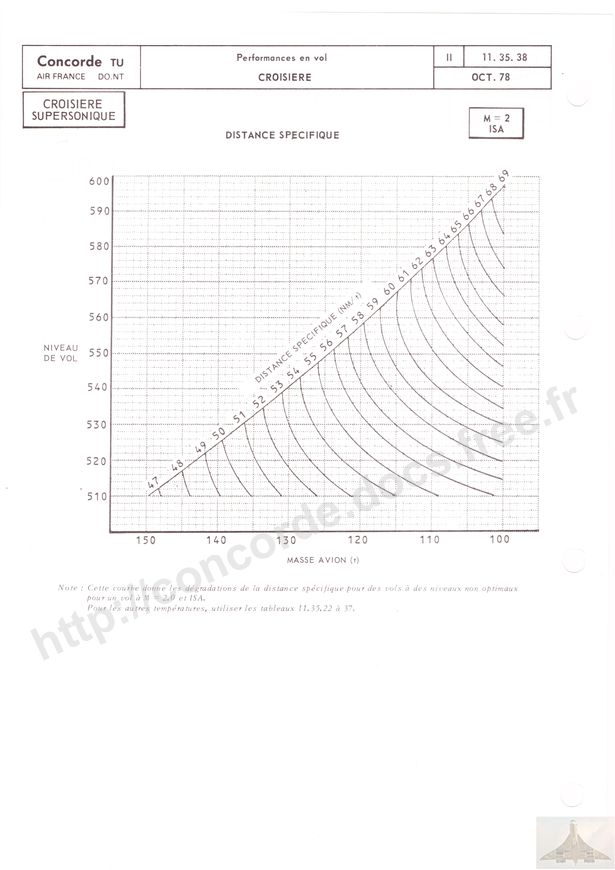 Concorde TU
AIR FRANCE DO.NT
Performances en vol
CROISIERE
II
11. 35. 38
OCT. 78
CROISIERE
SUPERSONIQUE
M = 2
ISA
DISTANCE SPECIFIQUE
600
590
580
570
560
550
540
530
520
510
NIVEAU
DE VOL
DISTANCE SPECIFIQUE (NM/t)
47
48
49
50
51
52
53
54
55
56
57
58
59
60
61
62
63
64
65
66
67
68
69
150
140
130
120
110
100
MASSE AVION (t)
Note : Cette courbe donne les dégradations de la distance spécifique pour des vols à des niveaux non optimaux
pour un vol à M = 2.0 et ISA.
Pour les autres températures, utiliser les tableaux 11.35.22 à 37.
http://concorde.docs.free.fr